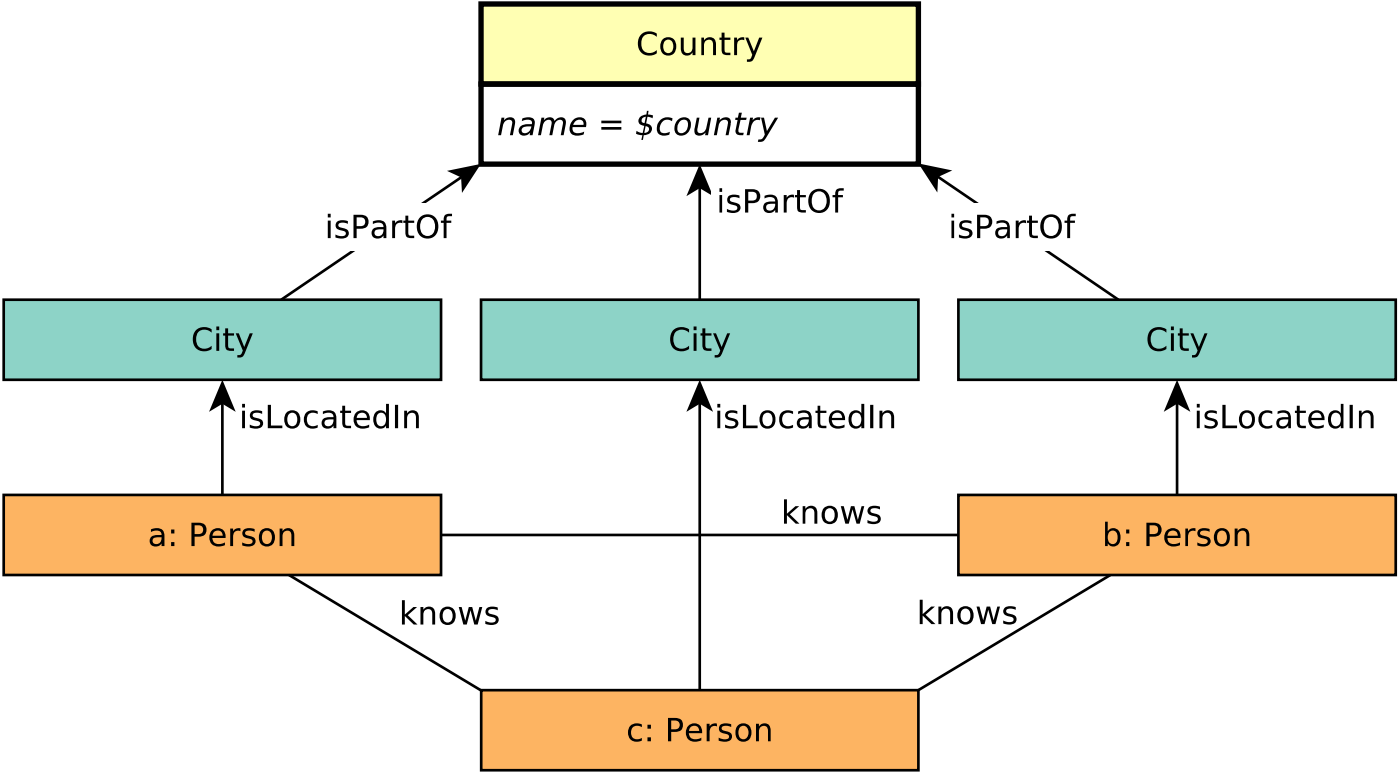 Country
name = $country
isPartOf
isPartOf
isPartOf
City
City
City
isLocatedIn
isLocatedIn
isLocatedIn
knows
a: Person
b: Person
knows
knows
c: Person